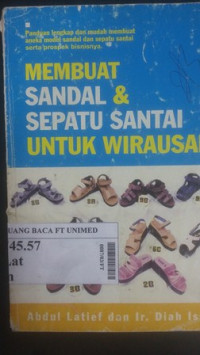 Panduan lengkap dan mudah membuat
aneka model sandal dan sepatu santai
serta prospek bisnisnya.
MEMBUAT
SANDAL &
SEPATU SANTAI
UNTUK WIRAUSA
UANG BACA FT UNIMED
45.57
Lat
Abdul Latief dan Ir. Diah Is